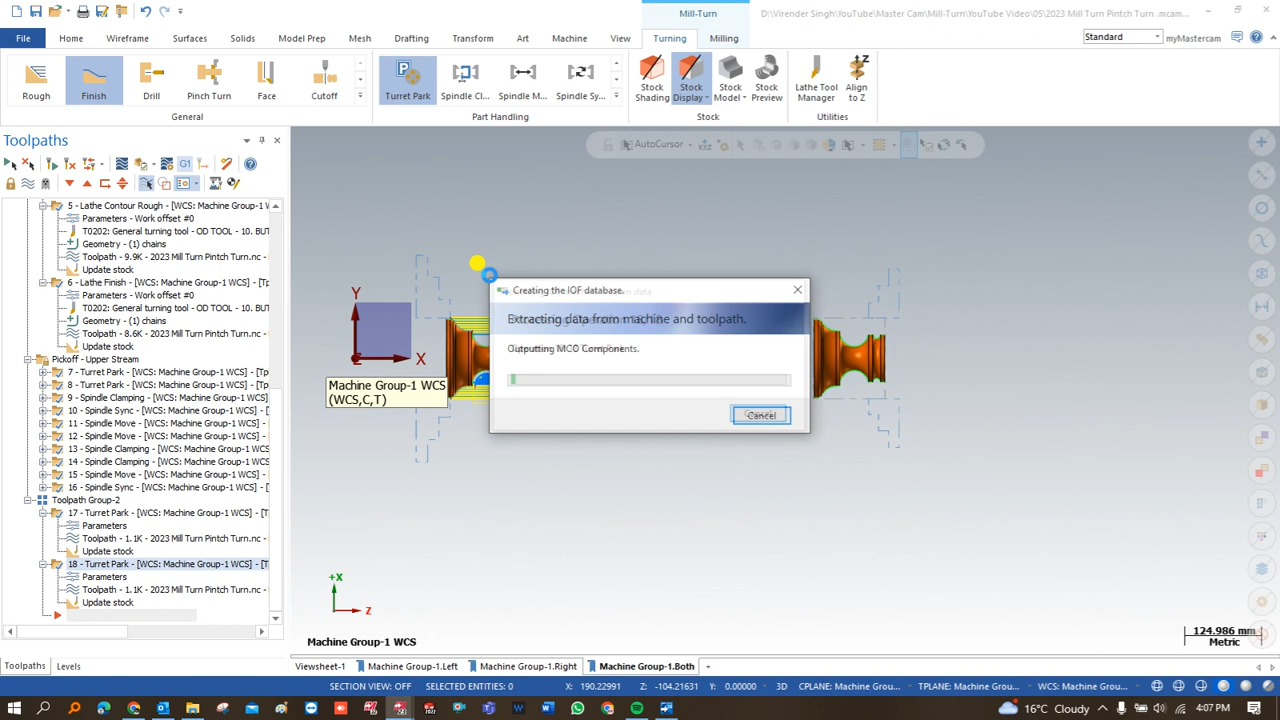 Mill-Turn
D:\Virender Singh\YouTube\Master Cam\Mill-Turn\YouTube Video\05\2023 Mill Turn Pintch Turn .mcam...
File Home Wireframe Surfaces Solids Model Prep Mesh Drafting Transform Art Machine View Turning Milling
Standard myMastercam
Rough Finish Drill Pinch Turn Face Cutoff
Turret Park Spindle Cl... Spindle M... Spindle Sy...
Stock Shading Stock Display Stock Model Stock Preview
Lathe Tool Manager Align to Z
General Part Handling Stock Utilities
Toolpaths
AutoCursor
G1
5 - Lathe Contour Rough - [WCS: Machine Group-1 W
Parameters - Work offset #0
T0202: General turning tool - OD TOOL - 10. BUT
Geometry - (1) chains
Toolpath - 9.9K - 2023 Mill Turn Pintch Turn.nc -
Update stock
6 - Lathe Finish - [WCS: Machine Group-1 WCS] - [Tp
Parameters - Work offset #0
T0202: General turning tool - OD TOOL - 10. BUT
Geometry - (1) chains
Toolpath - 8.6K - 2023 Mill Turn Pintch Turn.nc -
Update stock
Pickoff - Upper Stream
7 - Turret Park - [WCS: Machine Group-1 WCS] - [Tp
8 - Turret Park - [WCS: Machine Group-1 WCS] - [Tp
9 - Spindle Clamping - [WCS: Machine Group-1 WCS]
10 - Spindle Sync - [WCS: Machine Group-1 WCS] -
11 - Spindle Move - [WCS: Machine Group-1 WCS] -
12 - Spindle Move - [WCS: Machine Group-1 WCS] -
13 - Spindle Clamping - [WCS: Machine Group-1 WCS
14 - Spindle Clamping - [WCS: Machine Group-1 WCS
15 - Spindle Move - [WCS: Machine Group-1 WCS] -
16 - Spindle Sync - [WCS: Machine Group-1 WCS] -
Toolpath Group-2
17 - Turret Park - [WCS: Machine Group-1 WCS] - [T
Parameters
Toolpath - 1.1K - 2023 Mill Turn Pintch Turn.nc -
Update stock
18 - Turret Park - [WCS: Machine Group-1 WCS] - [T
Parameters
Toolpath - 1.1K - 2023 Mill Turn Pintch Turn.nc -
Update stock
Toolpaths Levels
Y
X
Z
Machine Group-1 WCS
(WCS,C,T)
Creating the IOF database.
Extracting data from machine and toolpath.
Outputting MCO Components.
Cancel
+X
Z
Machine Group-1 WCS
124.986 mm
Metric
Viewsheet-1 Machine Group-1.Left Machine Group-1.Right Machine Group-1.Both +
SECTION VIEW: OFF SELECTED ENTITIES: 0 X: 190.22991 Z: -104.21631 Y: 0.00000 3D CPLANE: Machine Grou... TPLANE: Machine Grou... WCS: Machine Group-1...
16°C Cloudy 4:07 PM